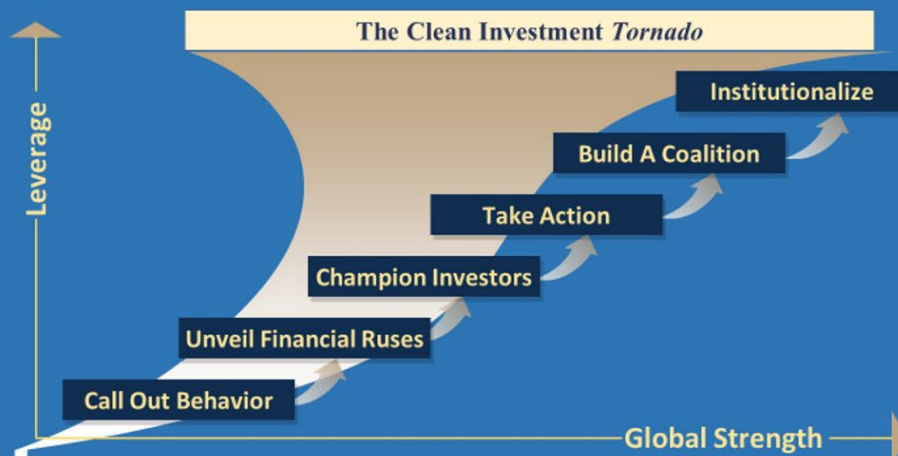 The Clean Investment Tornado
Leverage
Institutionalize
Build A Coalition
Take Action
Champion Investors
Unveil Financial Ruses
Call Out Behavior
Global Strength